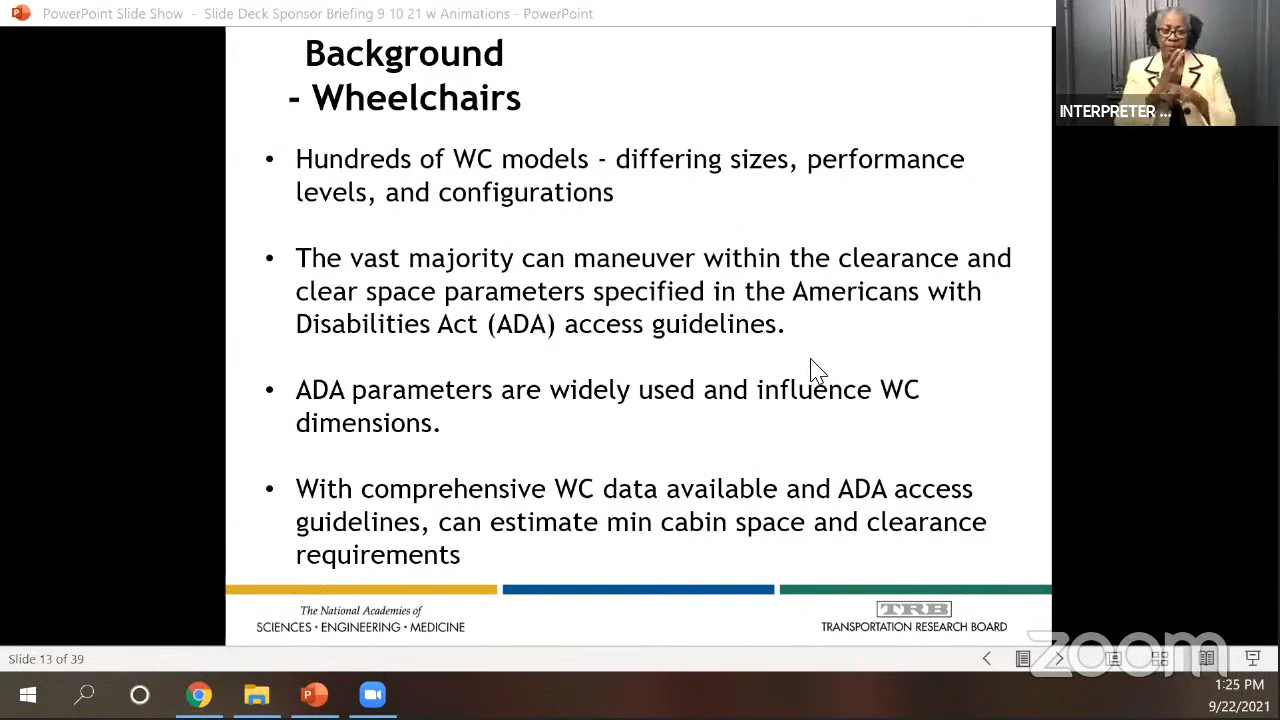 PowerPoint Slide Show - Slide Deck Sponsor Briefing 9 10 21 w Animations - PowerPoint
INTERPRETER ...
Background
- Wheelchairs
• Hundreds of WC models - differing sizes, performance
levels, and configurations
• The vast majority can maneuver within the clearance and
clear space parameters specified in the Americans with
Disabilities Act (ADA) access guidelines.
• ADA parameters are widely used and influence WC
dimensions.
• With comprehensive WC data available and ADA access
guidelines, can estimate min cabin space and clearance
requirements
The National Academies of
SCIENCES · ENGINEERING · MEDICINE
TRB
TRANSPORTATION RESEARCH BOARD
Slide 13 of 39
zoom
1:25 PM
9/22/2021